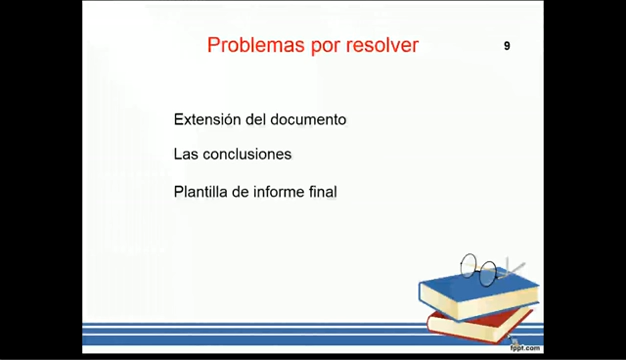 Problemas por resolver
9
Extensión del documento
Las conclusiones
Plantilla de informe final
fppt.com